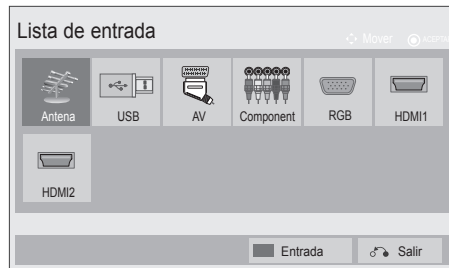 Lista de entrada
Mover ACEPTAR
Antena USB AV Component RGB HDMI1
HDMI2
Entrada Salir